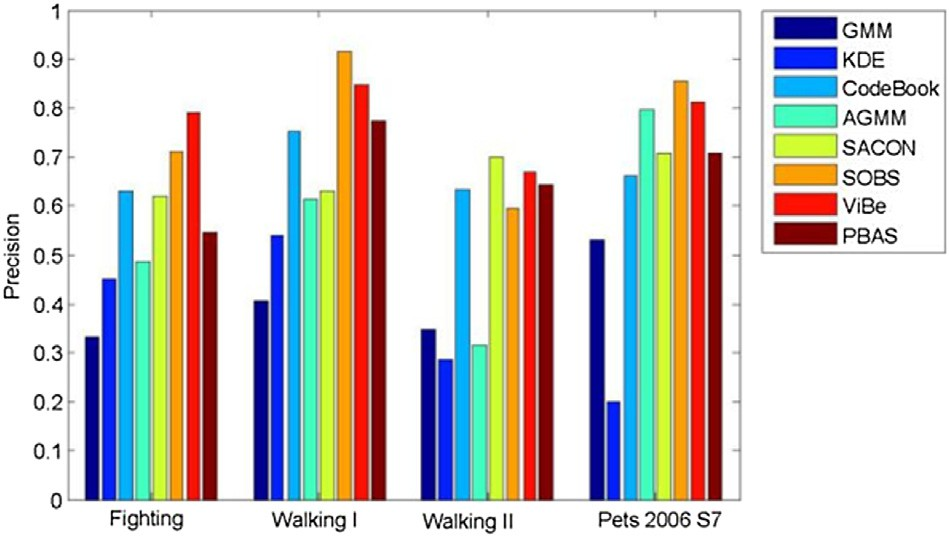 Precision
1
0.9
0.8
0.7
0.6
0.5
0.4
0.3
0.2
0.1
0
Fighting
Walking I
Walking II
Pets 2006 S7
GMM
KDE
CodeBook
AGMM
SACON
SOBS
ViBe
PBAS